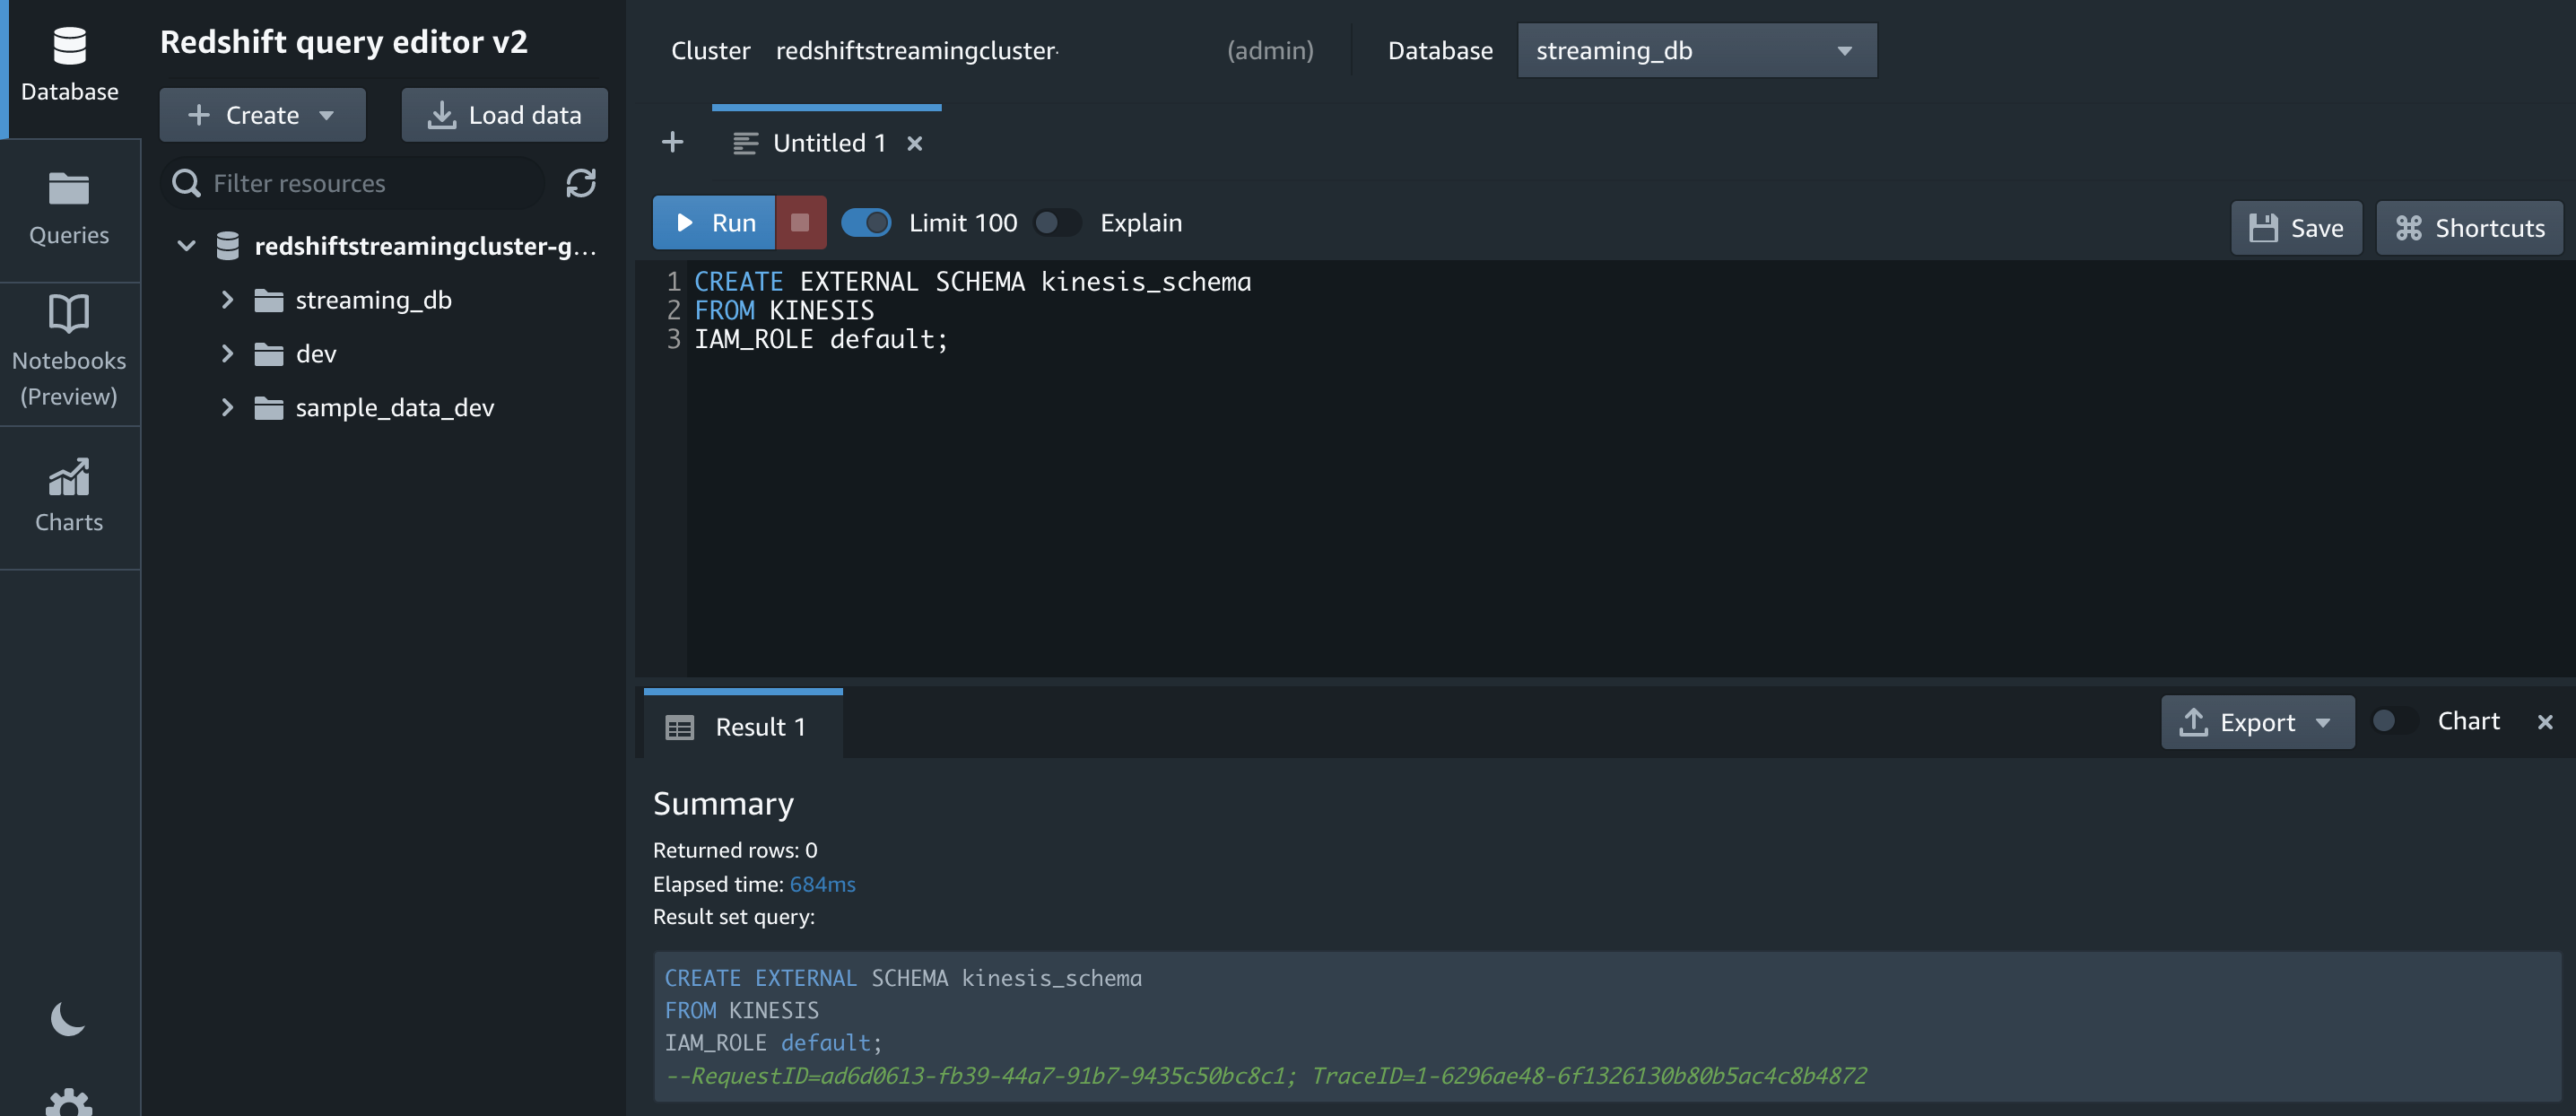 Database
Queries
Notebooks
(Preview)
Charts
Redshift query editor v2
Create
Load data
Filter resources
redshiftstreamingcluster-g...
streaming_db
dev
sample_data_dev
Cluster redshiftstreamingcluster- (admin) Database streaming_db
Untitled 1
Run Limit 100 Explain Save Shortcuts
1 CREATE EXTERNAL SCHEMA kinesis_schema
2 FROM KINESIS
3 IAM_ROLE default;
Result 1 Export Chart
Summary
Returned rows: 0
Elapsed time: 684ms
Result set query:
CREATE EXTERNAL SCHEMA kinesis_schema
FROM KINESIS
IAM_ROLE default;
--RequestID=ad6d0613-fb39-44a7-91b7-9435c50bc8c1; TraceID=1-6296ae48-6f1326130b80b5ac4c8b4872